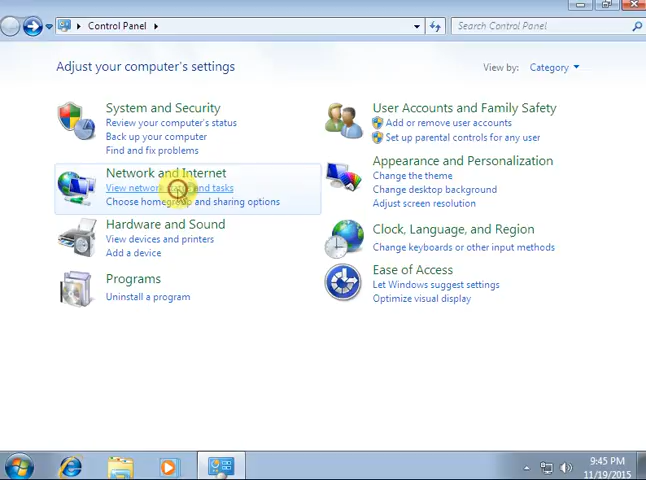 Control Panel
Search Control Panel
Adjust your computer's settings
View by: Category
System and Security
Review your computer's status
Back up your computer
Find and fix problems
Network and Internet
View network status and tasks
Choose homegroup and sharing options
Hardware and Sound
View devices and printers
Add a device
Programs
Uninstall a program
User Accounts and Family Safety
Add or remove user accounts
Set up parental controls for any user
Appearance and Personalization
Change the theme
Change desktop background
Adjust screen resolution
Clock, Language, and Region
Change keyboards or other input methods
Ease of Access
Let Windows suggest settings
Optimize visual display
9:45 PM
11/19/2015